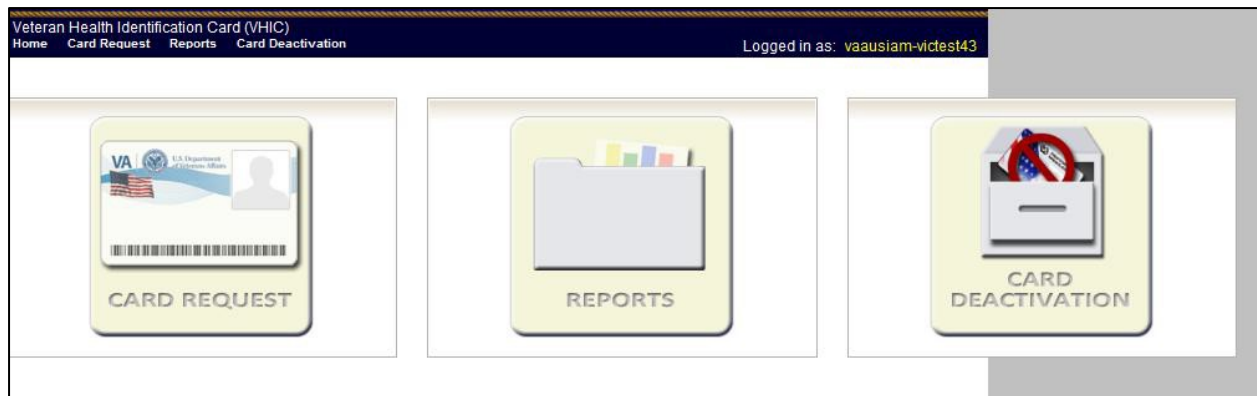 Veteran Health Identification Card (VHIC)
Home Card Request Reports Card Deactivation
Logged in as: vaausiam-victest43
VA
U.S. Department
of Veterans Affairs
CARD REQUEST
REPORTS
CARD
DEACTIVATION